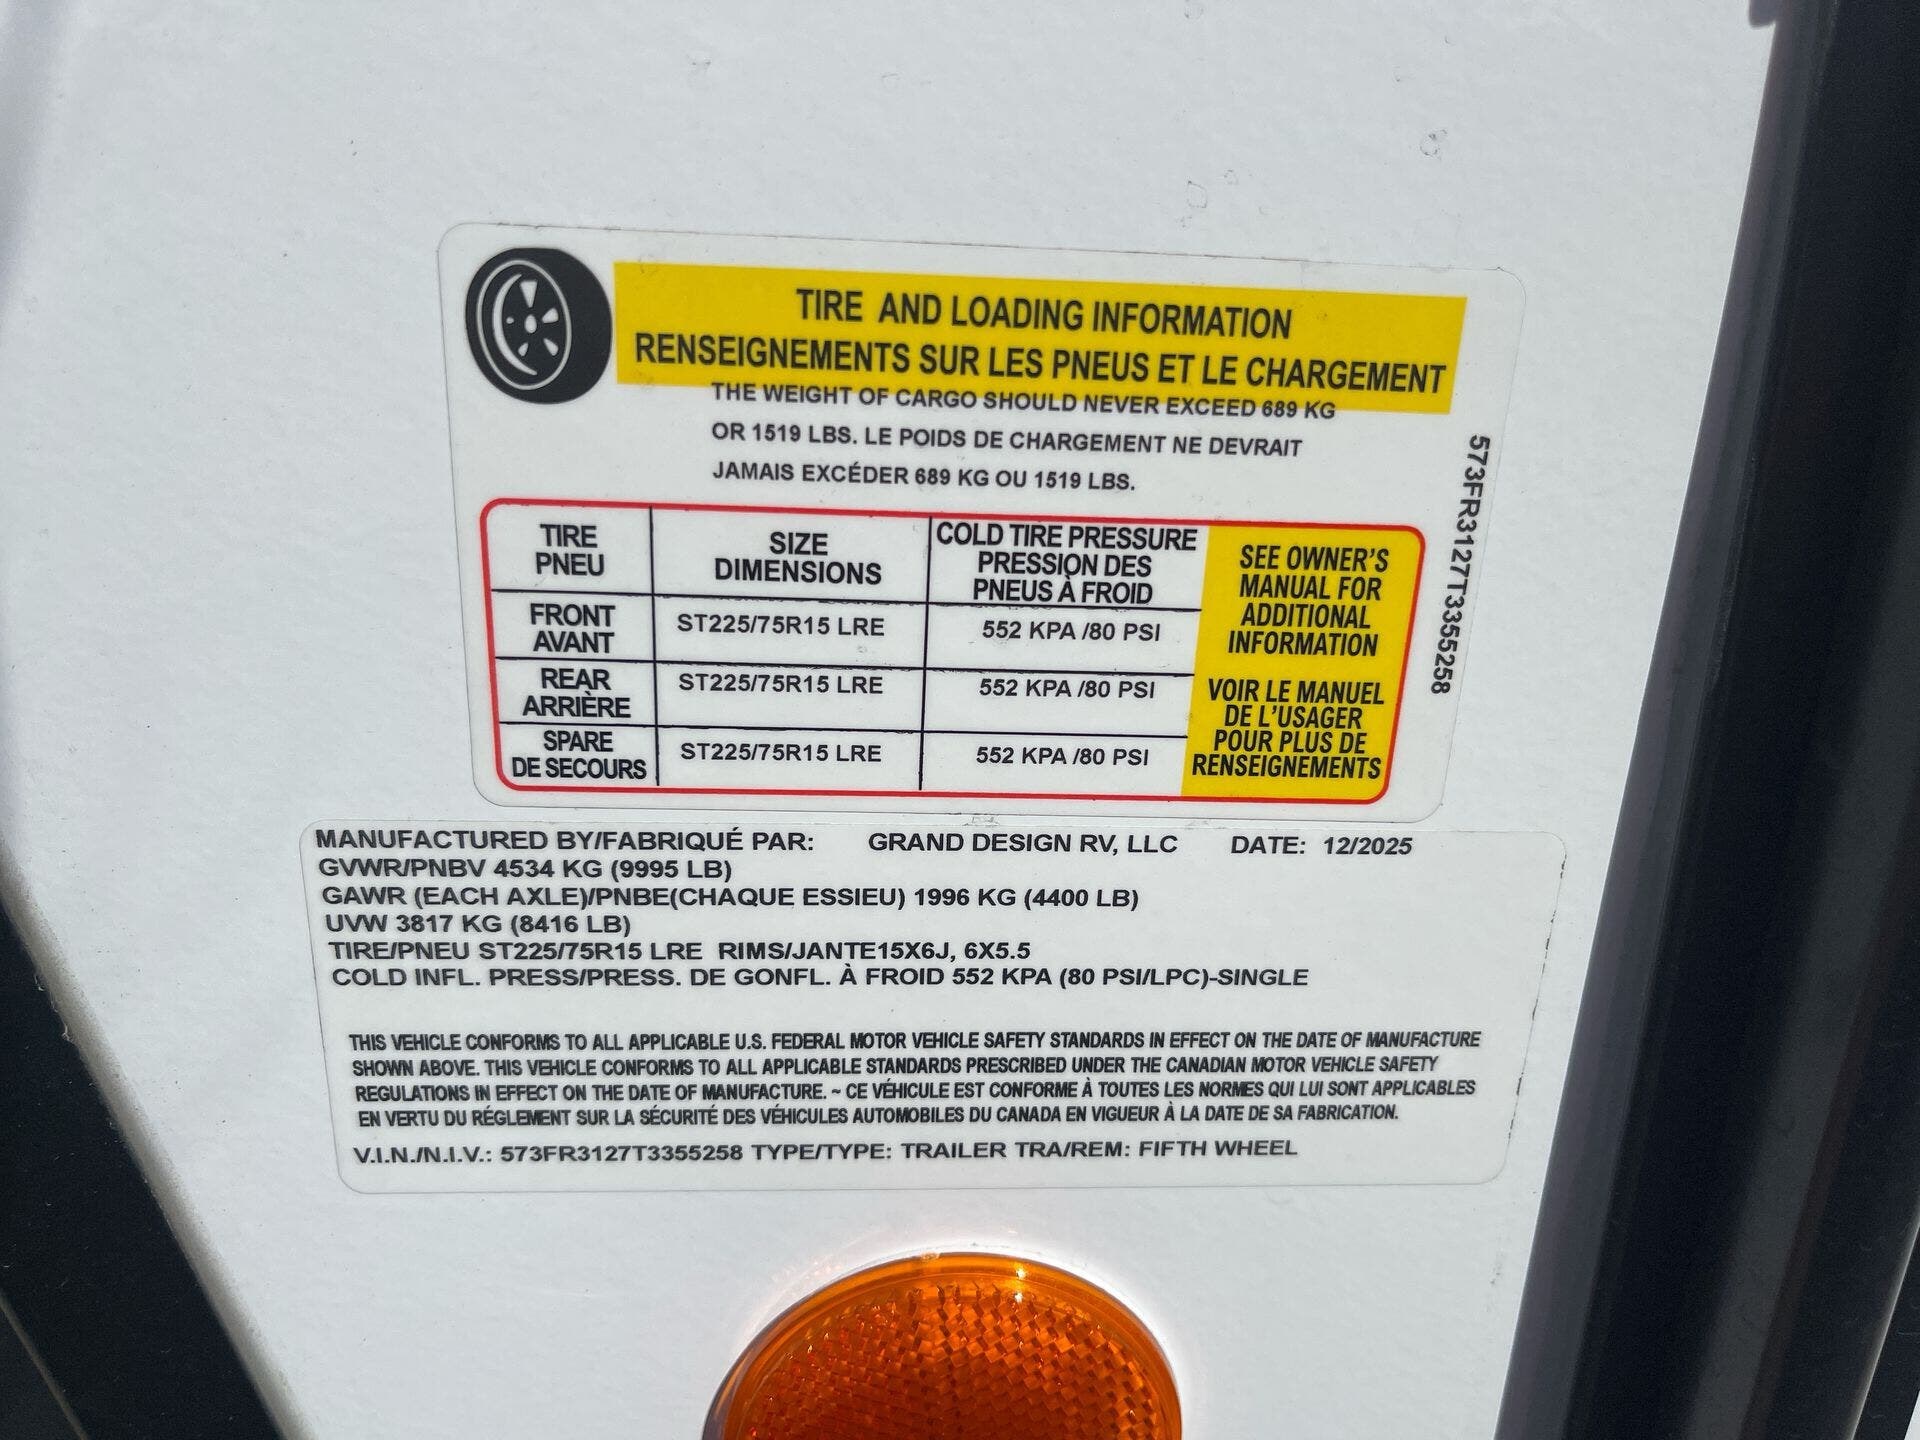 TIRE AND LOADING INFORMATION
RENSEIGNEMENTS SUR LES PNEUS ET LE CHARGEMENT
THE WEIGHT OF CARGO SHOULD NEVER EXCEED 689 KG
OR 1519 LBS. LE POIDS DE CHARGEMENT NE DEVRAIT
JAMAIS EXCÉDER 689 KG OU 1519 LBS.
TIRE
PNEU
SIZE
DIMENSIONS
COLD TIRE PRESSURE
PRESSION DES
PNEUS À FROID
FRONT
AVANT
ST225/75R15 LRE
552 KPA /80 PSI
REAR
ARRIÈRE
ST225/75R15 LRE
552 KPA /80 PSI
SPARE
DE SECOURS
ST225/75R15 LRE
552 KPA /80 PSI
SEE OWNER'S
MANUAL FOR
ADDITIONAL
INFORMATION
VOIR LE MANUEL
DE L'USAGER
POUR PLUS DE
RENSEIGNEMENTS
573FR3127T3355258
MANUFACTURED BY/FABRIQUÉ PAR: GRAND DESIGN RV, LLC DATE: 12/2025
GVWR/PNBV 4534 KG (9995 LB)
GAWR (EACH AXLE)/PNBE(CHAQUE ESSIEU) 1996 KG (4400 LB)
UVW 3817 KG (8416 LB)
TIRE/PNEU ST225/75R15 LRE RIMS/JANTE15X6J, 6X5.5
COLD INFL. PRESS/PRESS. DE GONFL. À FROID 552 KPA (80 PSI/LPC)-SINGLE
THIS VEHICLE CONFORMS TO ALL APPLICABLE U.S. FEDERAL MOTOR VEHICLE SAFETY STANDARDS IN EFFECT ON THE DATE OF MANUFACTURE
SHOWN ABOVE. THIS VEHICLE CONFORMS TO ALL APPLICABLE STANDARDS PRESCRIBED UNDER THE CANADIAN MOTOR VEHICLE SAFETY
REGULATIONS IN EFFECT ON THE DATE OF MANUFACTURE. ~ CE VÉHICULE EST CONFORME À TOUTES LES NORMES QUI LUI SONT APPLICABLES
EN VERTU DU RÉGLEMENT SUR LA SÉCURITÉ DES VÉHICULES AUTOMOBILES DU CANADA EN VIGUEUR À LA DATE DE SA FABRICATION.
V.I.N./N.I.V.: 573FR3127T3355258 TYPE/TYPE: TRAILER TRA/REM: FIFTH WHEEL